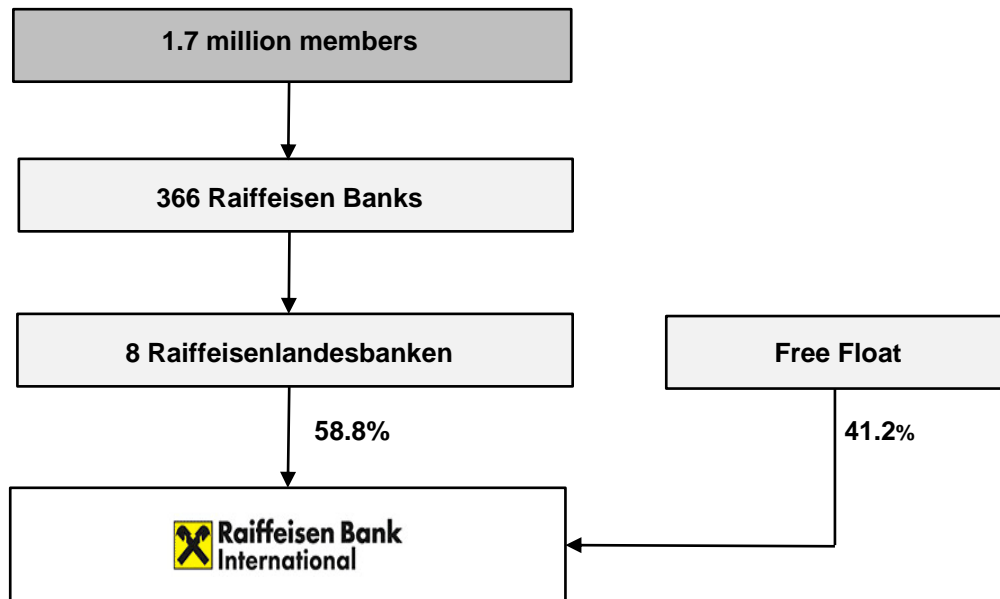 1.7 million members
366 Raiffeisen Banks
8 Raiffeisenlandesbanken
Free Float
58.8%
41.2%
Raiffeisen Bank
International